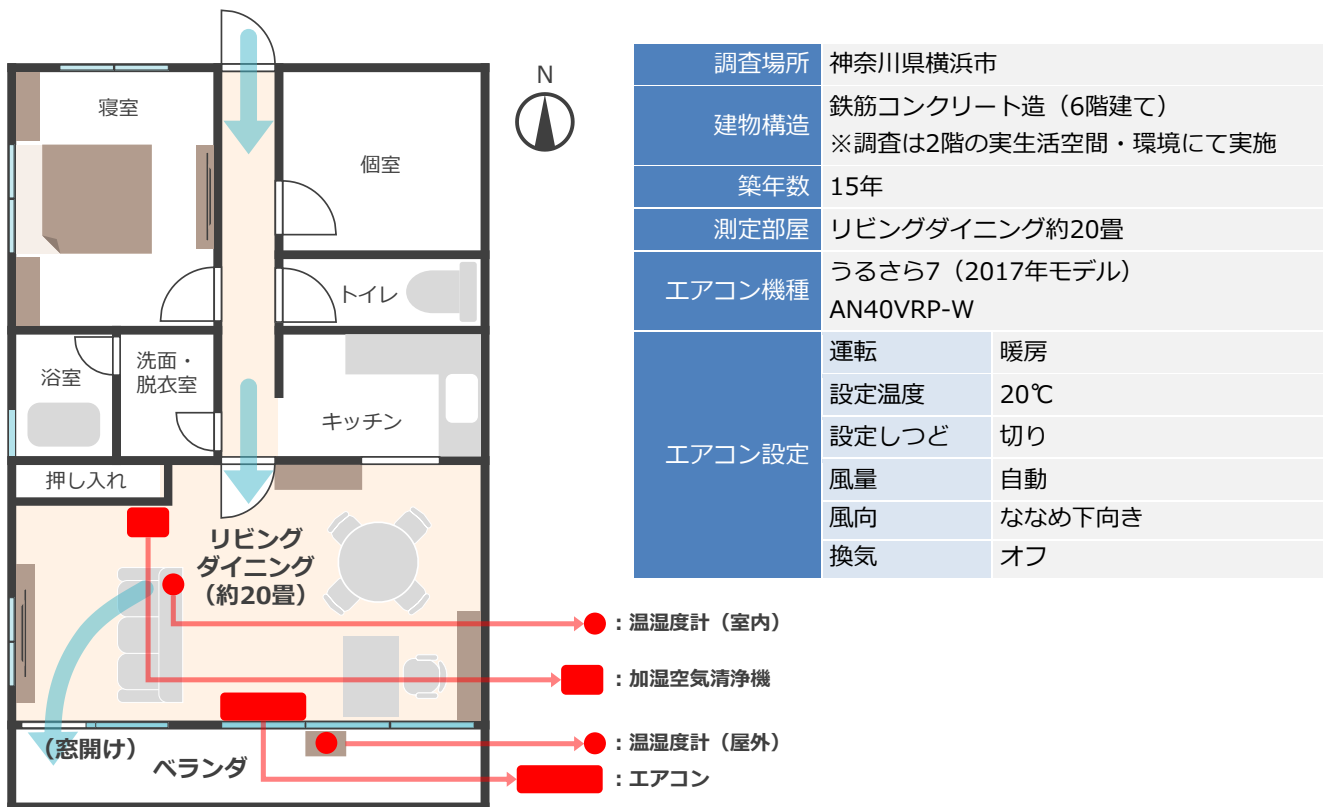 N
寝室
個室
トイレ
浴室
洗面・
脱衣室
キッチン
押し入れ
リビング
ダイニング
（約20畳）
（窓開け）
ベランダ
：温湿度計（室内）
：加湿空気清浄機
：温湿度計（屋外）
：エアコン
調査場所 神奈川県横浜市
建物構造 鉄筋コンクリート造（6階建て）
※調査は2階の実生活空間・環境にて実施
築年数 15年
測定部屋 リビングダイニング約20畳
エアコン機種 うるさら7（2017年モデル）
AN40VRP-W
エアコン設定
運転 暖房
設定温度 20℃
設定しつど 切り
風量 自動
風向 ななめ下向き
換気 オフ